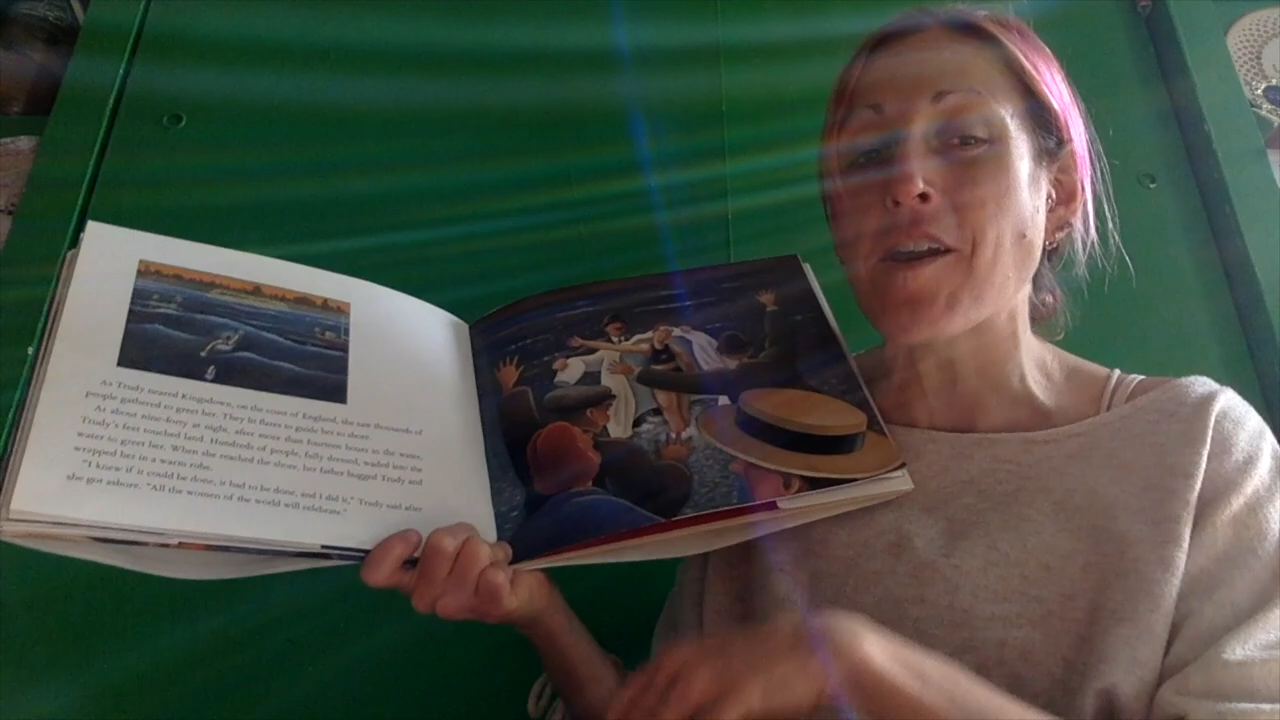 As Trudy neared Kingsdown, on the coast of England, she saw thousands of
people gathered to greet her. They lit flares to guide her to shore.
At about nine-forty at night, after more than fourteen hours in the water,
Trudy's feet touched land. Hundreds of people, fully dressed, waded into the
water to greet her. When she reached the shore, her father hugged Trudy and
wrapped her in a warm robe.
"I knew if it could be done, it had to be done, and I did it," Trudy said after
she got ashore. "All the women of the world will celebrate."